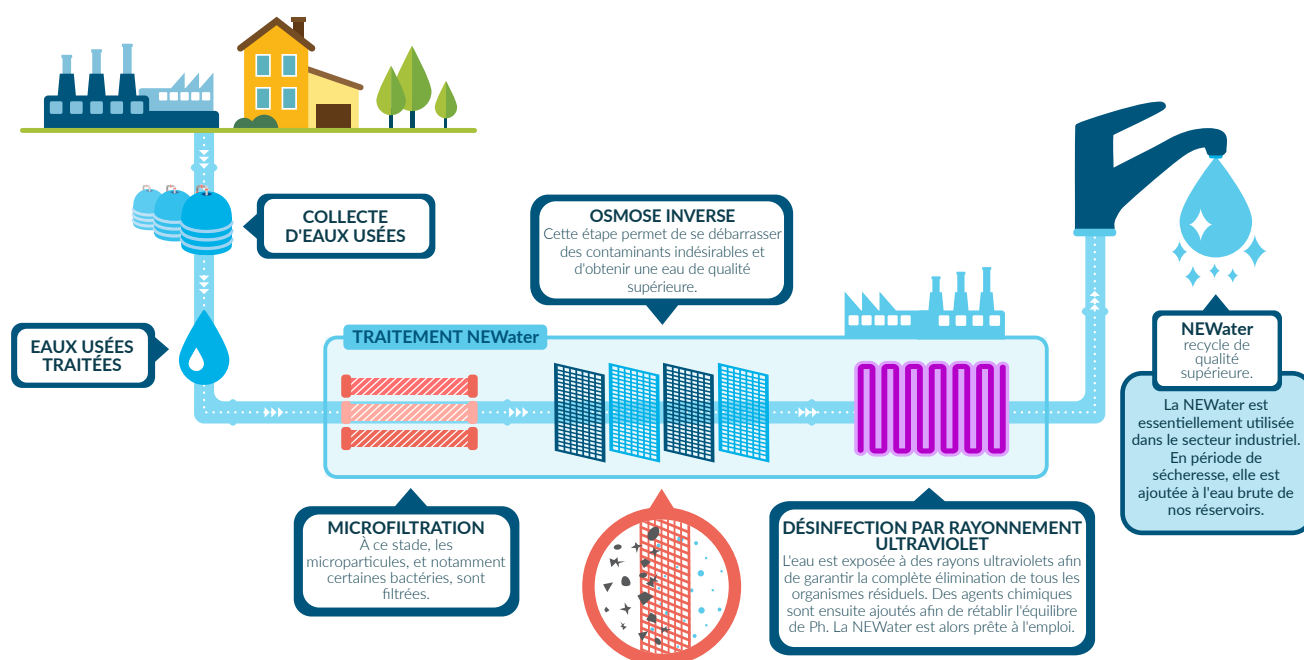 COLLECTE
D'EAUX USÉES
EAUX USÉES
TRAITÉES
TRAITEMENT NEWater
MICROFILTRATION
À ce stade, les
microparticules, et notamment
certaines bactéries, sont
filtrées.
OSMOSE INVERSE
Cette étape permet de se débarrasser
des contaminants indésirables et
d'obtenir une eau de qualité
supérieure.
DÉSINFECTION PAR RAYONNEMENT
ULTRAVIOLET
L'eau est exposée à des rayons ultraviolets afin
de garantir la complète élimination de tous les
organismes résiduels. Des agents chimiques
sont ensuite ajoutés afin de rétablir l'équilibre
de Ph. La NEWater est alors prête à l'emploi.
NEWater
recycle de
qualité
supérieure.
La NEWater est
essentiellement utilisée
dans le secteur industriel.
En période de
sécheresse, elle est
ajoutée à l'eau brute de
nos réservoirs.